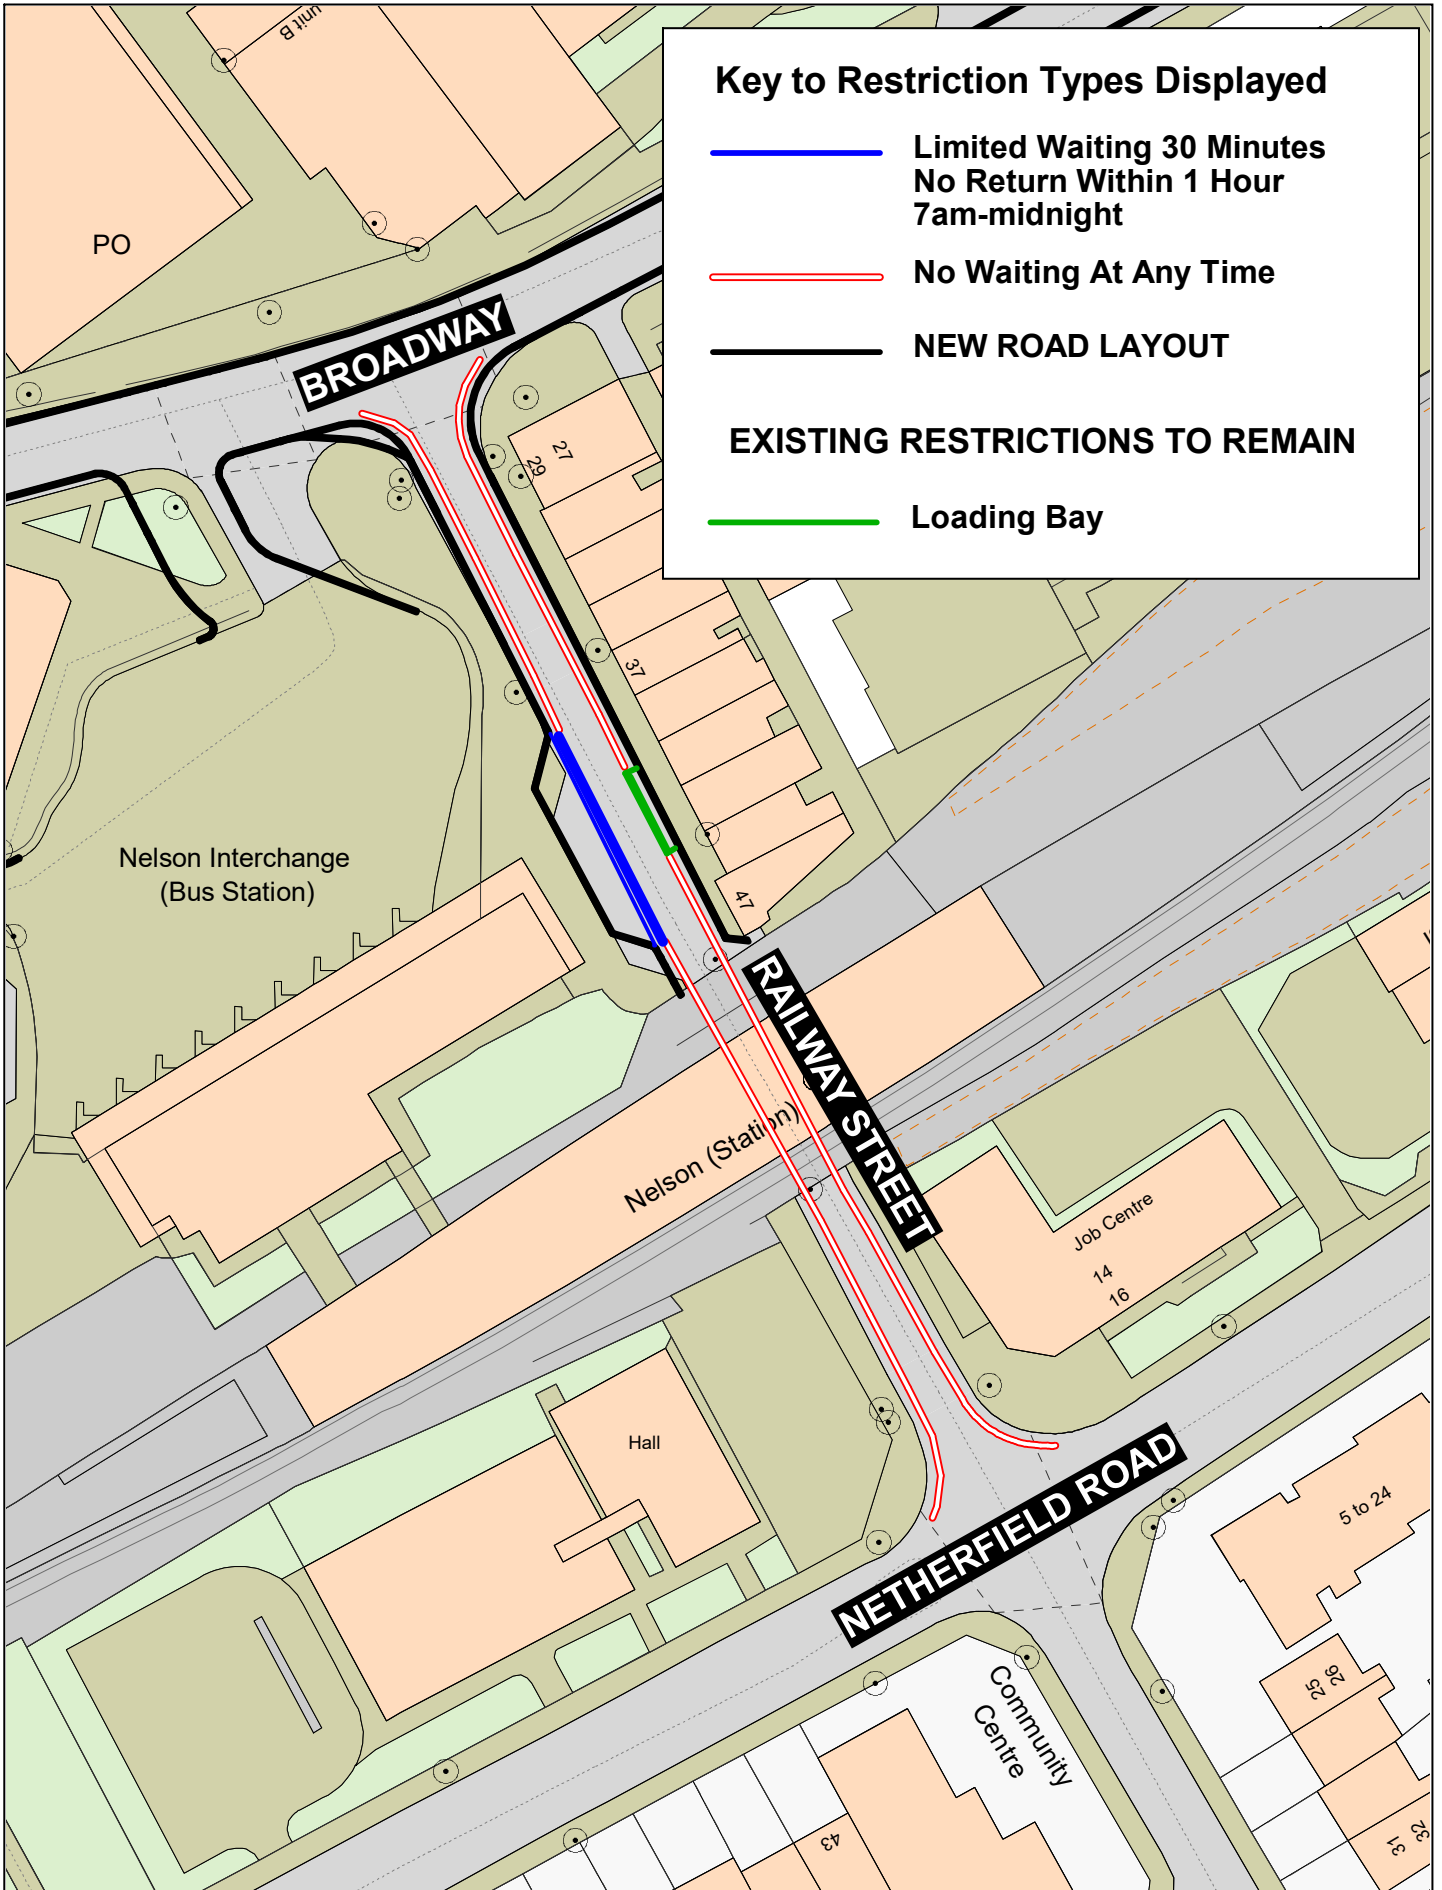 unit B
Key to Restriction Types Displayed
Limited Waiting 30 Minutes
No Return Within 1 Hour
7am-midnight
No Waiting At Any Time
NEW ROAD LAYOUT
EXISTING RESTRICTIONS TO REMAIN
Loading Bay
PO
BROADWAY
27
29
37
Nelson Interchange
(Bus Station)
47
RAILWAY STREET
Nelson (Station)
Job Centre
14
16
Hall
NETHERFIELD ROAD
5 to 24
Community
Centre
25
26
43
31
32